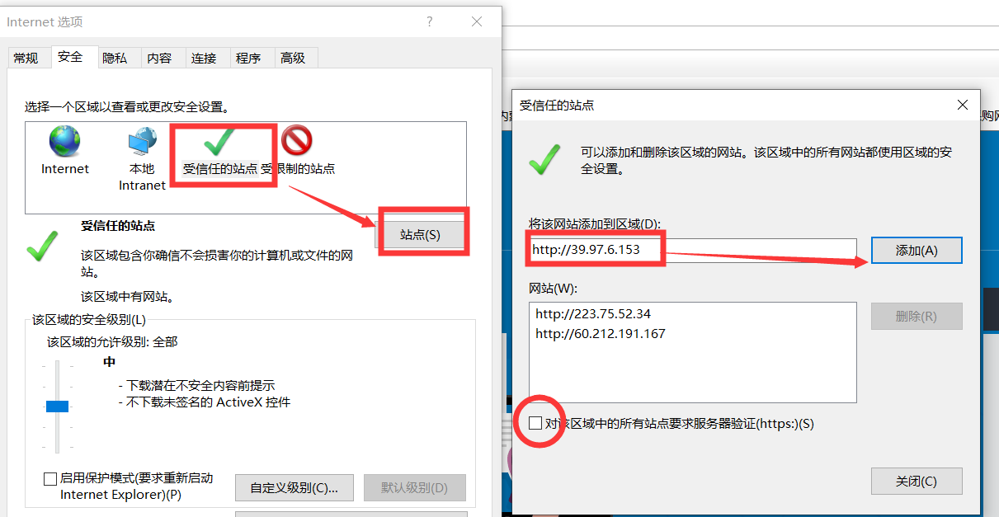 Internet 选项
常规 安全 隐私 内容 连接 程序 高级
选择一个区域以查看或更改安全设置。
Internet
本地
Intranet
受信任的站点
受限制的站点
受信任的站点
站点(S)
该区域包含你确信不会损害你的计算机或文件的网
站。
该区域中有网站。
该区域的安全级别(L)
该区域的允许级别: 全部
中
- 下载潜在不安全内容前提示
- 不下载未签名的 ActiveX 控件
启用保护模式(要求重新启动
Internet Explorer)(P)
自定义级别(C)...
默认级别(D)
受信任的站点
可以添加和删除该区域的网站。该区域中的所有网站都使用区域的安
全设置。
将该网站添加到区域(D):
http://39.97.6.153
添加(A)
网站(W):
http://223.75.52.34
http://60.212.191.167
删除(R)
对该区域中的所有站点要求服务器验证(https:)(S)
关闭(C)